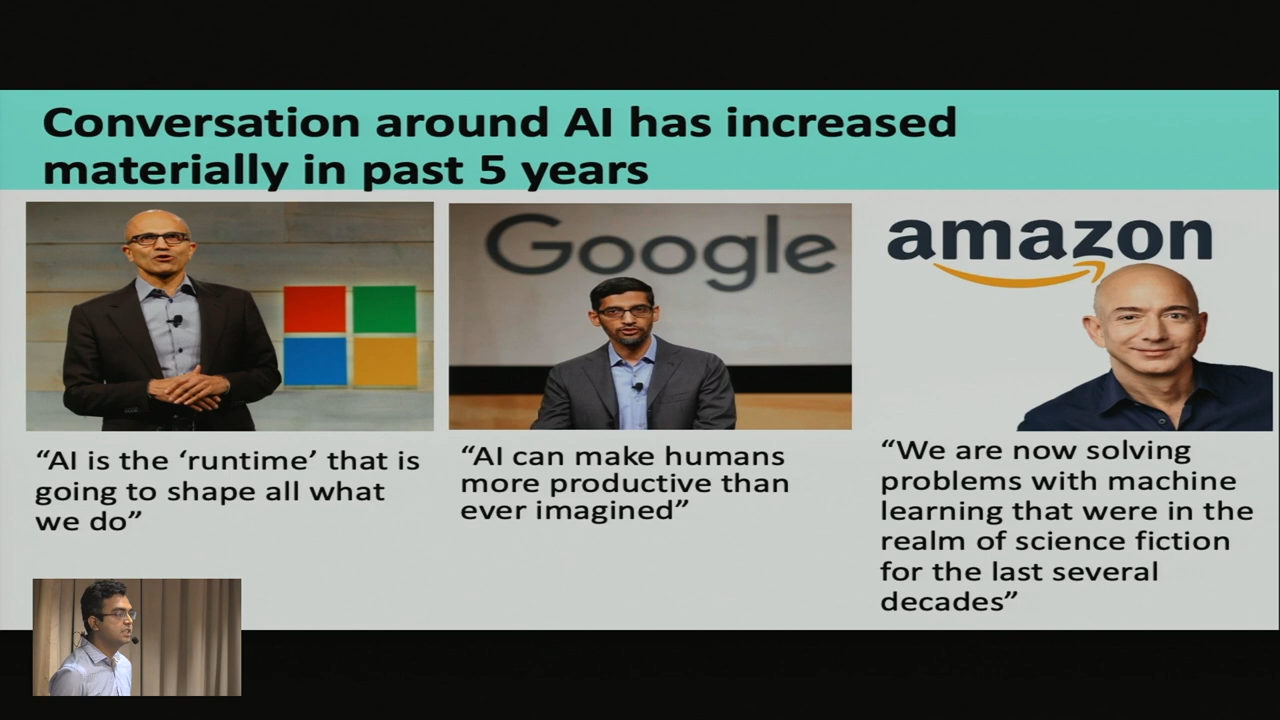 Conversation around AI has increased
materially in past 5 years
Google
amazon
“AI is the ‘runtime’ that is
going to shape all what
we do”
“AI can make humans
more productive than
ever imagined”
“We are now solving
problems with machine
learning that were in the
realm of science fiction
for the last several
decades”